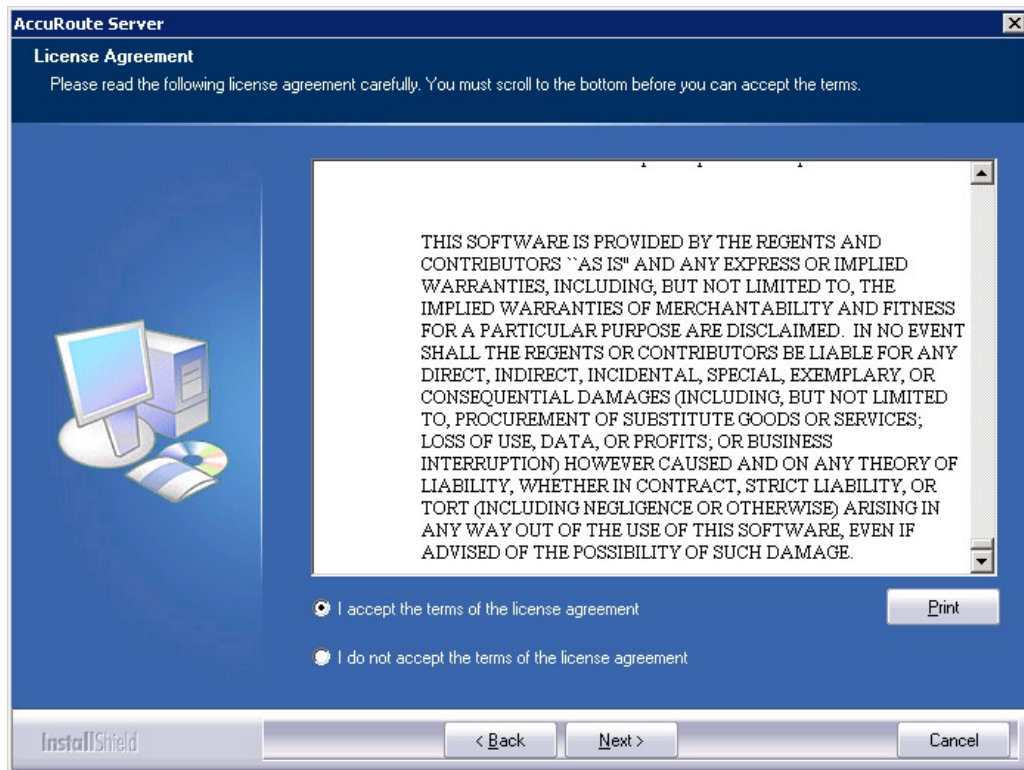 AccuRoute Server
License Agreement
Please read the following license agreement carefully. You must scroll to the bottom before you can accept the terms.
THIS SOFTWARE IS PROVIDED BY THE REGENTS AND
CONTRIBUTORS ``AS IS'' AND ANY EXPRESS OR IMPLIED
WARRANTIES, INCLUDING, BUT NOT LIMITED TO, THE
IMPLIED WARRANTIES OF MERCHANTABILITY AND FITNESS
FOR A PARTICULAR PURPOSE ARE DISCLAIMED.  IN NO EVENT
SHALL THE REGENTS OR CONTRIBUTORS BE LIABLE FOR ANY
DIRECT, INDIRECT, INCIDENTAL, SPECIAL, EXEMPLARY, OR
CONSEQUENTIAL DAMAGES (INCLUDING, BUT NOT LIMITED
TO, PROCUREMENT OF SUBSTITUTE GOODS OR SERVICES;
LOSS OF USE, DATA, OR PROFITS; OR BUSINESS
INTERRUPTION) HOWEVER CAUSED AND ON ANY THEORY OF
LIABILITY, WHETHER IN CONTRACT, STRICT LIABILITY, OR
TORT (INCLUDING NEGLIGENCE OR OTHERWISE) ARISING IN
ANY WAY OUT OF THE USE OF THIS SOFTWARE, EVEN IF
ADVISED OF THE POSSIBILITY OF SUCH DAMAGE.
I accept the terms of the license agreement
Print
I do not accept the terms of the license agreement
InstallShield
< Back
Next >
Cancel